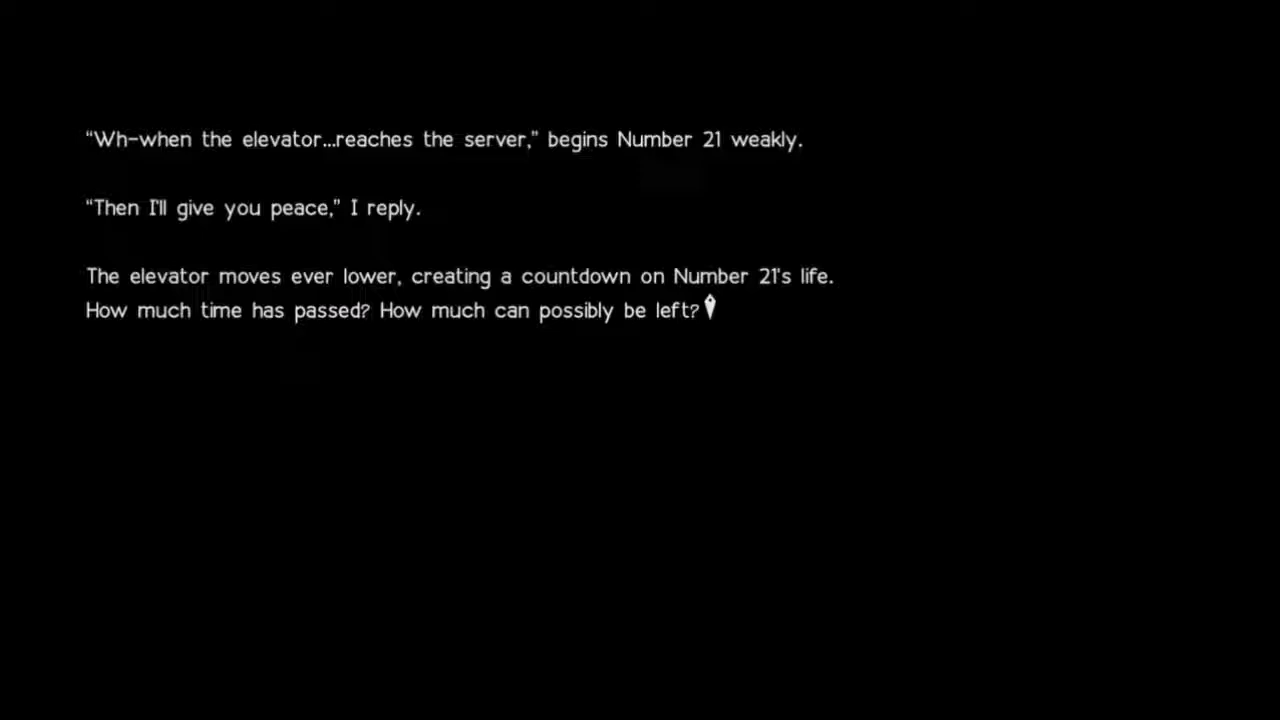 “Wh-when the elevator...reaches the server,” begins Number 21 weakly.
“Then I'll give you peace,” I reply.
The elevator moves ever lower, creating a countdown on Number 21's life.
How much time has passed? How much can possibly be left?